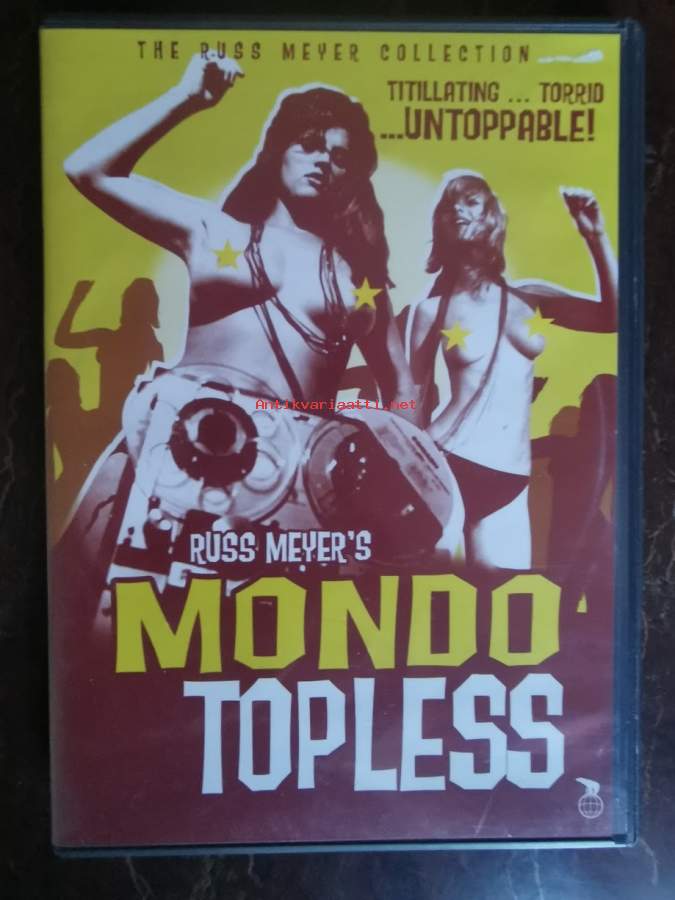 THE RUSS MEYER COLLECTION
TITILLATING ... TORRID
...UNTOPPABLE!
Antikvariaatti.net
RUSS MEYER'S
MONDO
TOPLESS